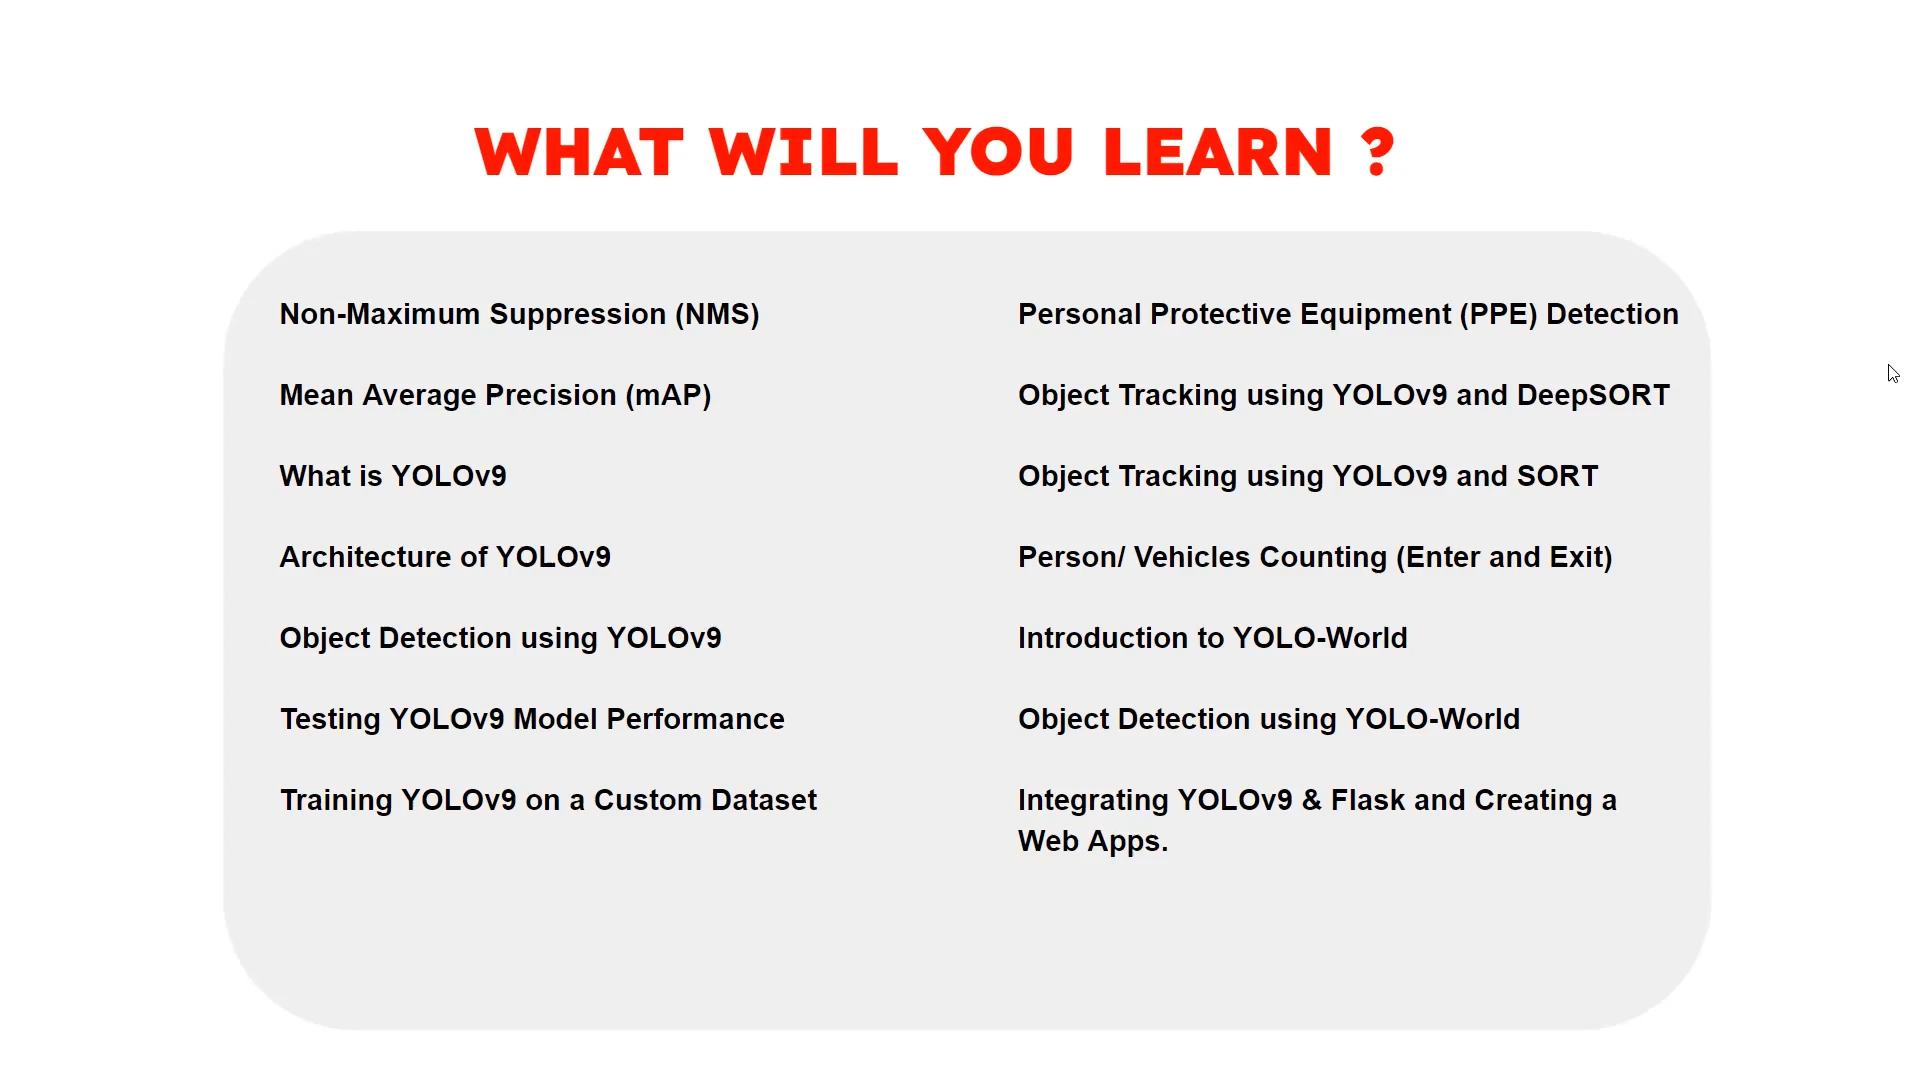 WHAT WILL YOU LEARN ?
Non-Maximum Suppression (NMS)
Mean Average Precision (mAP)
What is YOLOv9
Architecture of YOLOv9
Object Detection using YOLOv9
Testing YOLOv9 Model Performance
Training YOLOv9 on a Custom Dataset
Personal Protective Equipment (PPE) Detection
Object Tracking using YOLOv9 and DeepSORT
Object Tracking using YOLOv9 and SORT
Person/ Vehicles Counting (Enter and Exit)
Introduction to YOLO-World
Object Detection using YOLO-World
Integrating YOLOv9 & Flask and Creating a
Web Apps.